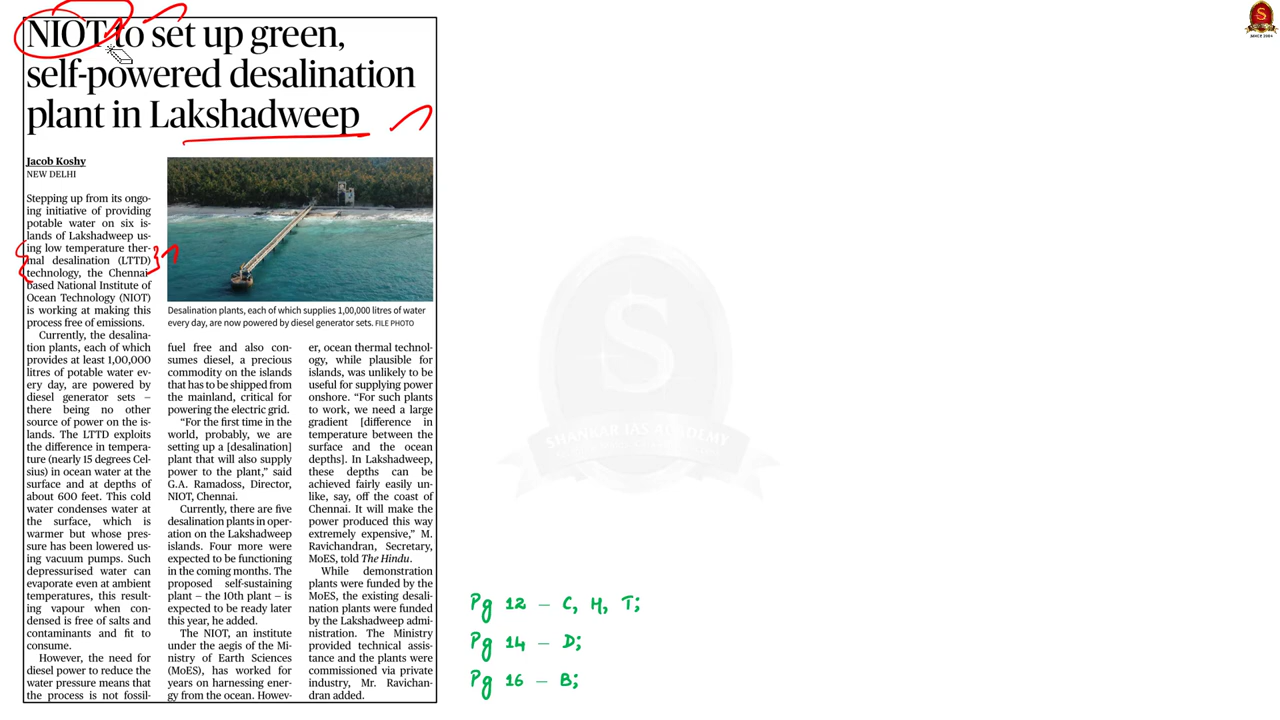 NIOT to set up green,
self-powered desalination
plant in Lakshadweep
Jacob Koshy
NEW DELHI
Stepping up from its ongo-
ing initiative of providing
potable water on six is-
lands of Lakshadweep us-
ing low temperature ther-
mal desalination (LTTD)
technology, the Chennai-
based National Institute of
Ocean Technology (NIOT)
is working at making this
process free of emissions.
Currently, the desalina-
tion plants, each of which
provides at least 1,00,000
litres of potable water ev-
ery day, are powered by
diesel generator sets –
there being no other
source of power on the is-
lands. The LTTD exploits
the difference in tempera-
ture (nearly 15 degrees Cel-
sius) in ocean water at the
surface and at depths of
about 600 feet. This cold
water condenses water at
the surface, which is
warmer but whose pres-
sure has been lowered us-
ing vacuum pumps. Such
depressurised water can
evaporate even at ambient
temperatures, this result-
ing vapour when con-
densed is free of salts and
contaminants and fit to
consume.
However, the need for
diesel power to reduce the
water pressure means that
the process is not fossil-
Desalination plants, each of which supplies 1,00,000 litres of water
every day, are now powered by diesel generator sets. FILE PHOTO
fuel free and also con-
sumes diesel, a precious
commodity on the islands
that has to be shipped from
the mainland, critical for
powering the electric grid.
"For the first time in the
world, probably, we are
setting up a [desalination]
plant that will also supply
power to the plant," said
G.A. Ramadoss, Director,
NIOT, Chennai.
Currently, there are five
desalination plants in oper-
ation on the Lakshadweep
islands. Four more were
expected to be functioning
in the coming months. The
proposed self-sustaining
plant – the 10th plant – is
expected to be ready later
this year, he added.
The NIOT, an institute
under the aegis of the Mi-
nistry of Earth Sciences
(MoES), has worked for
years on harnessing ener-
gy from the ocean. Howev-
er, ocean thermal technol-
ogy, while plausible for
islands, was unlikely to be
useful for supplying power
onshore. "For such plants
to work, we need a large
gradient [difference in
temperature between the
surface and the ocean
depths]. In Lakshadweep,
these depths can be
achieved fairly easily un-
like, say, off the coast of
Chennai. It will make the
power produced this way
extremely expensive," M.
Ravichandran, Secretary,
MoES, told The Hindu.
While demonstration
plants were funded by the
MoES, the existing desali-
nation plants were funded
by the Lakshadweep admi-
nistration. The Ministry
provided technical assis-
tance and the plants were
commissioned via private
industry, Mr. Ravichan-
dran added.
S
SHANKAR IAS ACADEMY
Pg 12 – C, H, T;
Pg 14 – D;
Pg 16 – B;
S
SINCE 2004